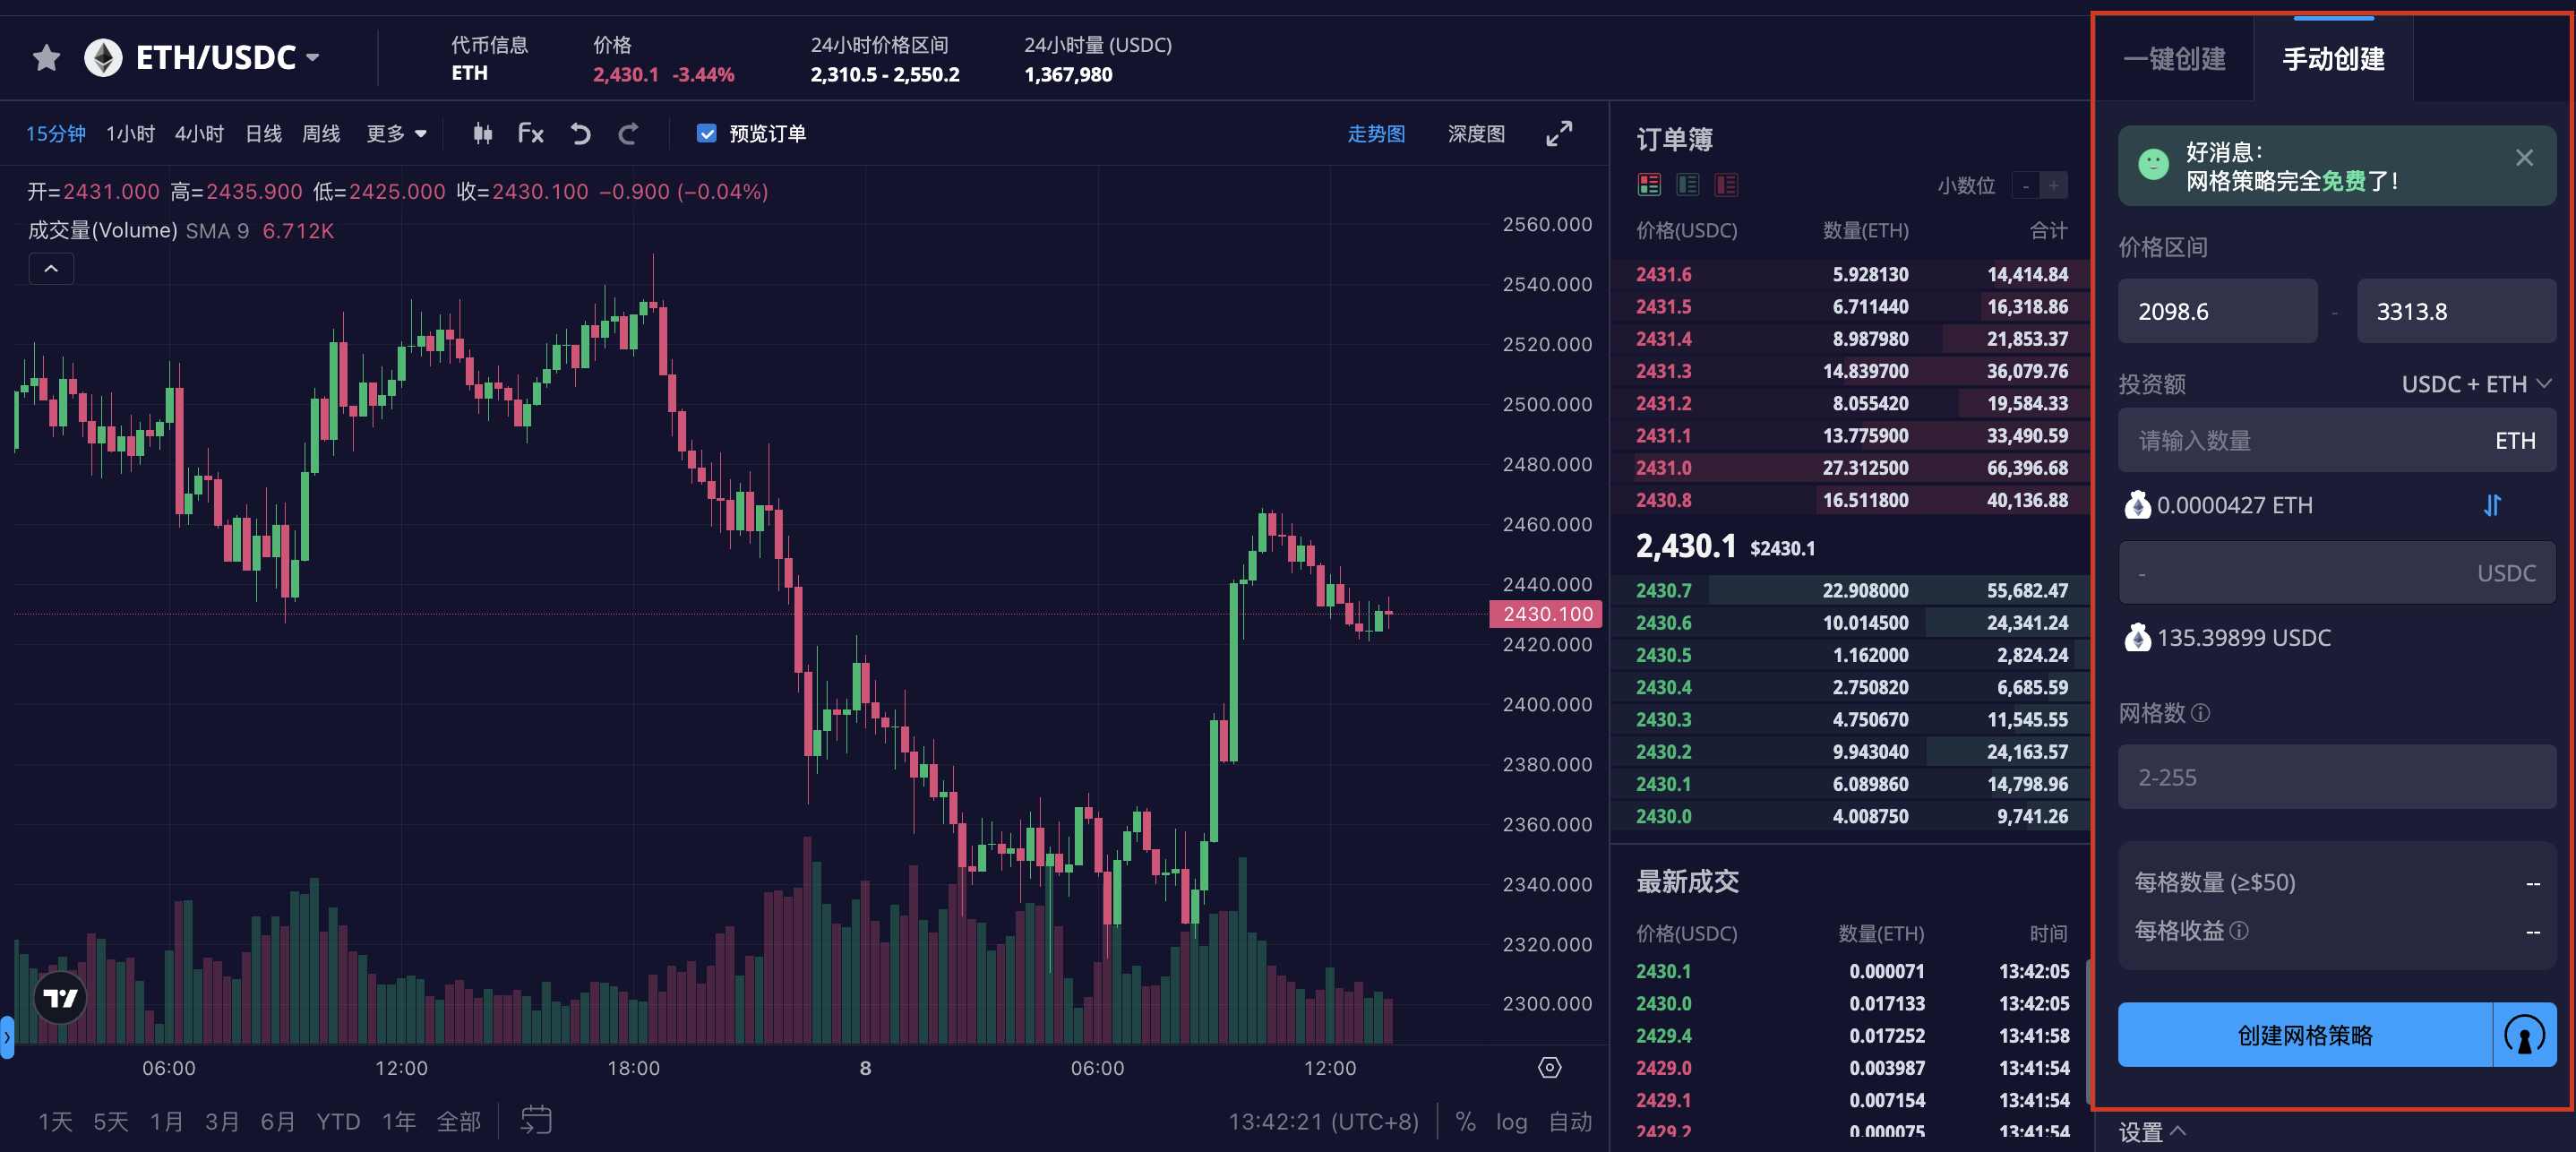 ETH/USDC
代币信息
ETH
价格
2,430.1 -3.44%
24小时价格区间
2,310.5 - 2,550.2
24小时量 (USDC)
1,367,980
15分钟 1小时 4小时 日线 周线 更多
Fx
预览订单
走势图 深度图
开=2431.000 高=2435.900 低=2425.000 收=2430.100 −0.900 (−0.04%)
成交量(Volume) SMA 9 6.712K
2560.000
2540.000
2520.000
2500.000
2480.000
2460.000
2440.000
2430.100
2420.000
2400.000
2380.000
2360.000
2340.000
2320.000
2300.000
06:00 12:00 18:00 8 06:00 12:00
1天 5天 1月 3月 6月 YTD 1年 全部
13:42:21 (UTC+8) % log 自动
订单簿
小数位 - +
价格(USDC) 数量(ETH) 合计
2431.6 5.928130 14,414.84
2431.5 6.711440 16,318.86
2431.4 8.987980 21,853.37
2431.3 14.839700 36,079.76
2431.2 8.055420 19,584.33
2431.1 13.775900 33,490.59
2431.0 27.312500 66,396.68
2430.8 16.511800 40,136.88
2,430.1 $2430.1
2430.7 22.908000 55,682.47
2430.6 10.014500 24,341.24
2430.5 1.162000 2,824.24
2430.4 2.750820 6,685.59
2430.3 4.750670 11,545.55
2430.2 9.943040 24,163.57
2430.1 6.089860 14,798.96
2430.0 4.008750 9,741.26
最新成交
价格(USDC) 数量(ETH) 时间
2430.1 0.000071 13:42:05
2430.0 0.017133 13:42:05
2429.4 0.017252 13:41:58
2429.0 0.003987 13:41:54
2429.1 0.007154 13:41:54
2429.2 0.000075 13:41:54
一键创建 手动创建
好消息：
网格策略完全免费了！
价格区间
2098.6 - 3313.8
投资额 USDC + ETH
请输入数量 ETH
0.0000427 ETH
- USDC
135.39899 USDC
网格数
2-255
每格数量 (≥$50) --
每格收益 --
创建网格策略
设置